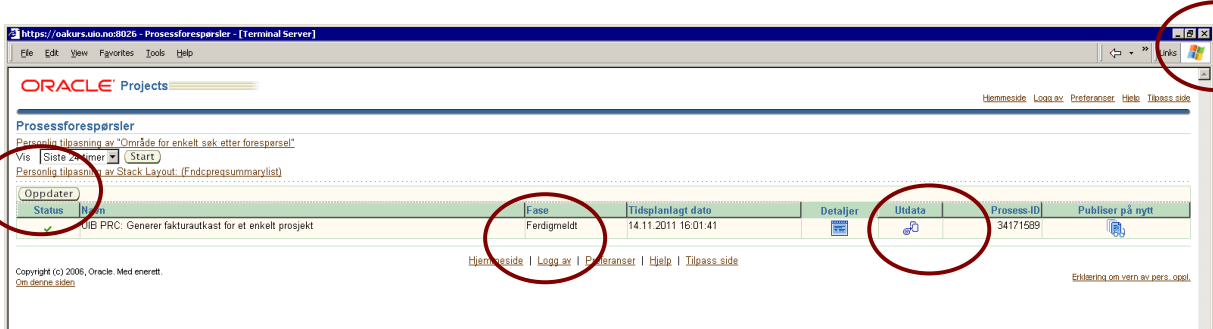 https://oakurs.uio.no:8026 - Prosessforespørsler - [Terminal Server]
File Edit View Favorites Tools Help » Links
ORACLE Projects
Hjemmeside Logg av Preferanser Hjelp Tilpass side
Prosessforespørsler
Personlig tilpasning av "Område for enkelt søk etter forespørsel"
Vis Siste 24 timer Start
Personlig tilpasning av Stack Layout: (Fndcpreqsummarylist)
Oppdater
Status Navn Fase Tidsplanlagt dato Detaljer Utdata Prosess-ID Publiser på nytt
UIB PRC: Generer fakturautkast for et enkelt prosjekt Ferdigmeldt 14.11.2011 16:01:41 34171589
Hjemmeside | Logg av | Preferanser | Hjelp | Tilpass side
Copyright (c) 2006, Oracle. Med enerett.
Om denne siden
Erklæring om vern av pers. oppl.